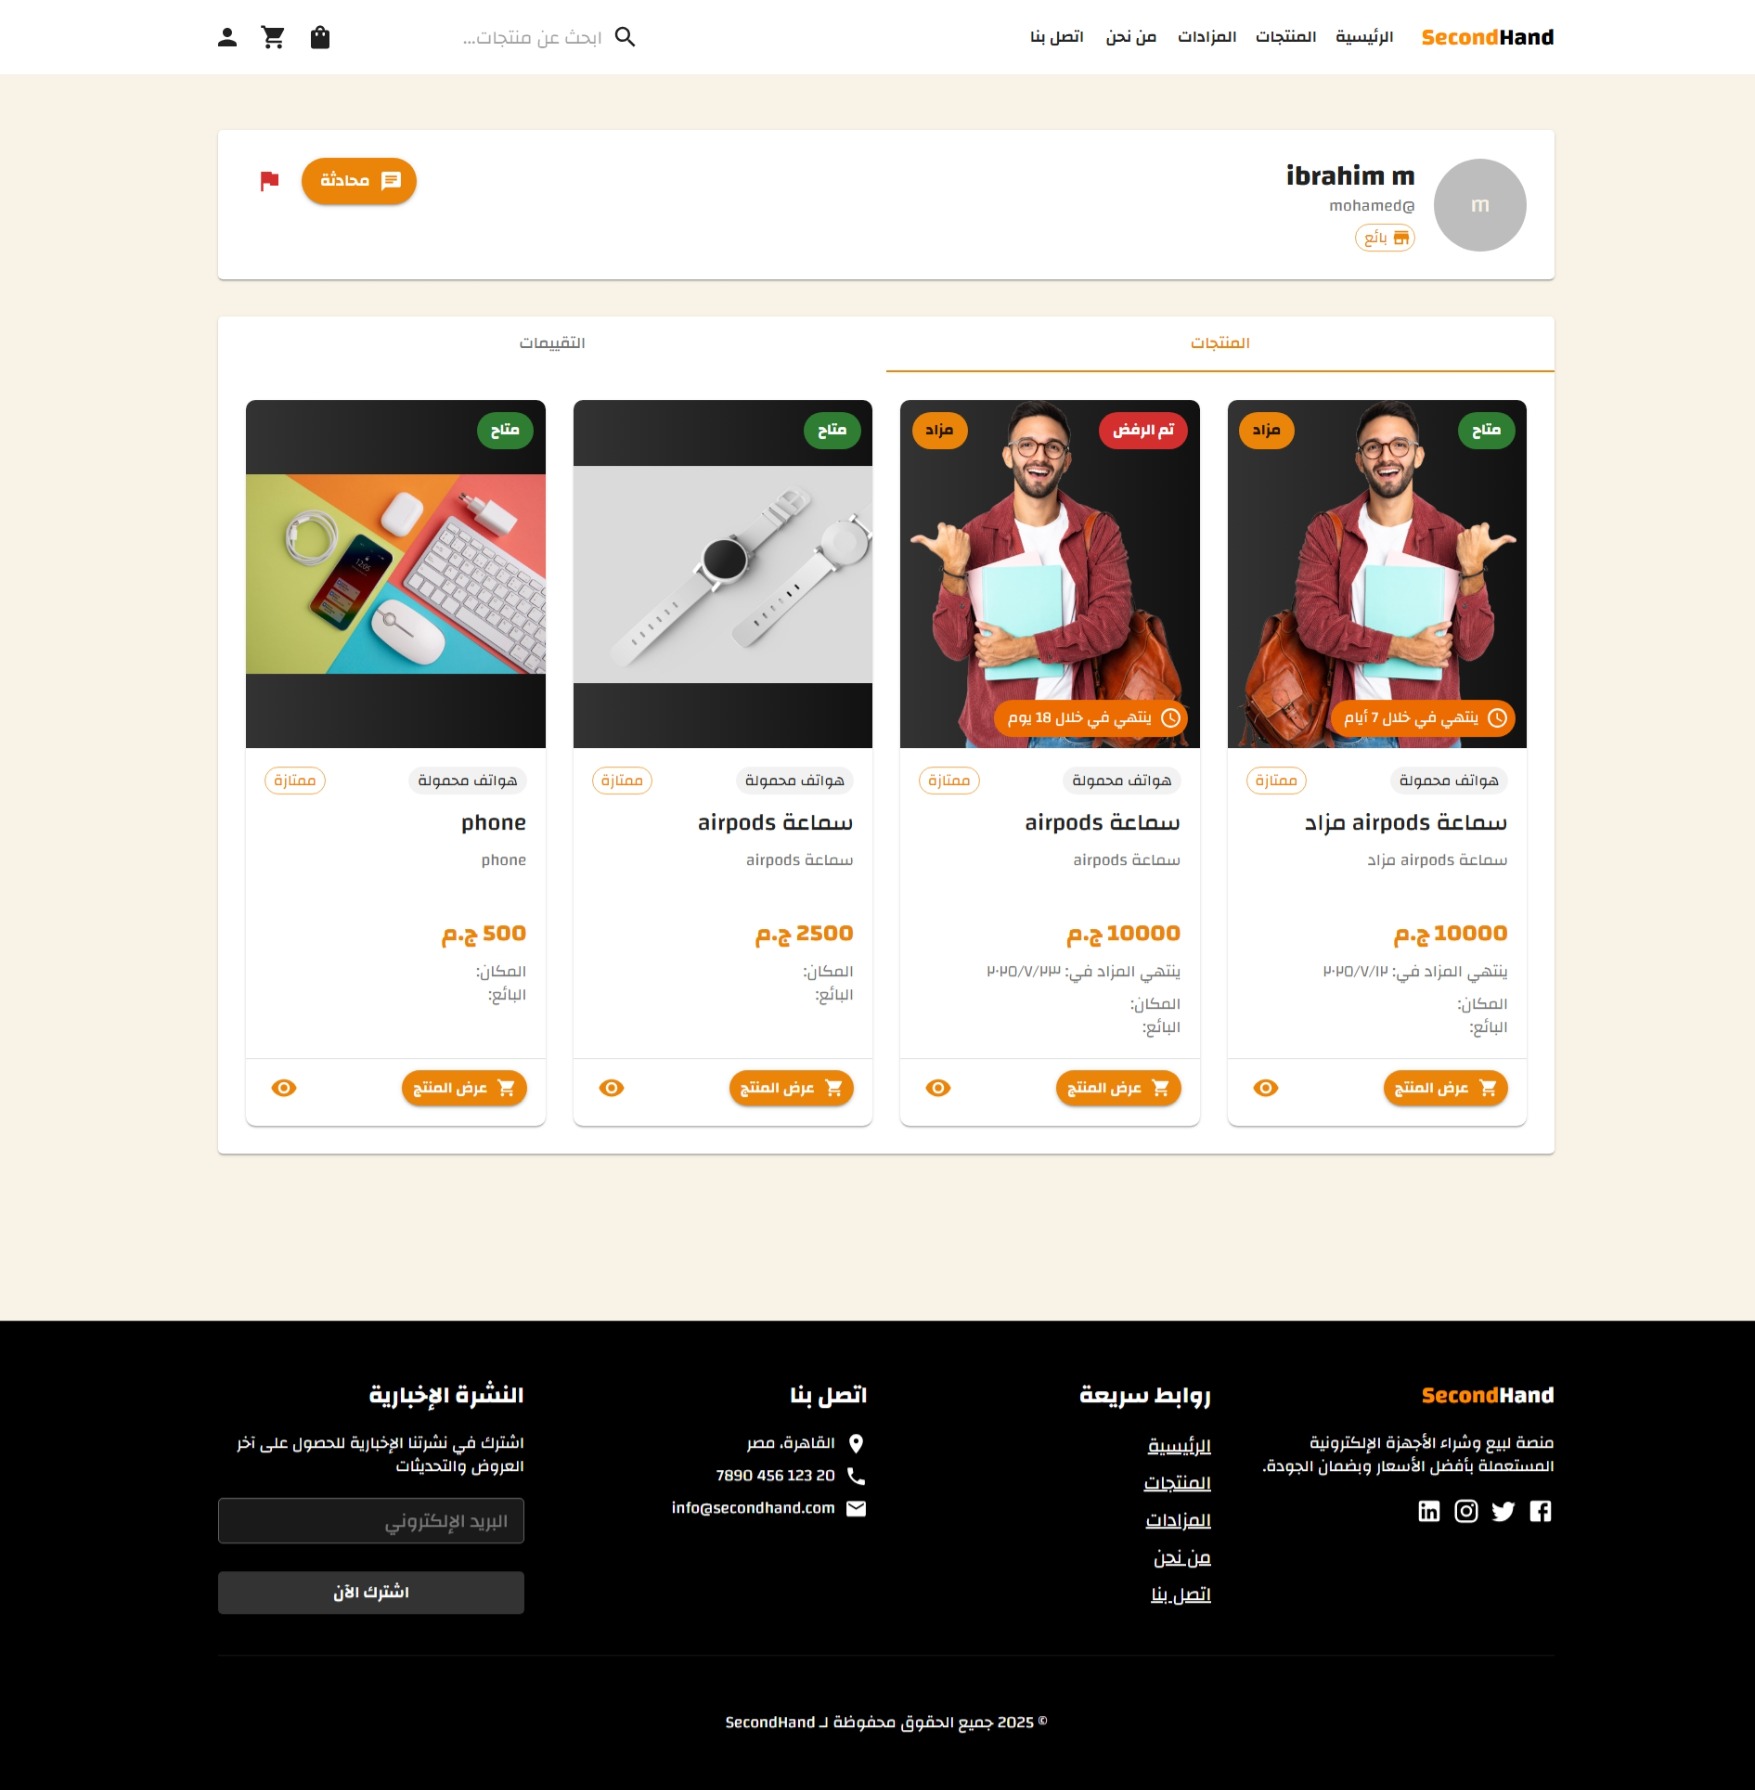 SecondHand
الرئيسية
المنتجات
المزادات
من نحن
اتصل بنا
ابحث عن منتجات...
m
ibrahim m
@mohamed
بائع
محادثة
المنتجات
التقييمات
متاح
مزاد
ينتهي في خلال 7 أيام
هواتف محمولة
ممتازة
سماعة airpods مزاد
سماعة airpods مزاد
10000 ج.م
ينتهي المزاد في: ٢٠٢٥/٧/١٢
المكان:
البائع:
عرض المنتج
تم الرفض
مزاد
ينتهي في خلال 18 يوم
هواتف محمولة
ممتازة
سماعة airpods
سماعة airpods
10000 ج.م
ينتهي المزاد في: ٢٠٢٥/٧/٢٣
المكان:
البائع:
عرض المنتج
متاح
هواتف محمولة
ممتازة
سماعة airpods
سماعة airpods
2500 ج.م
المكان:
البائع:
عرض المنتج
متاح
12:05
هواتف محمولة
ممتازة
phone
phone
500 ج.م
المكان:
البائع:
عرض المنتج
SecondHand
منصة لبيع وشراء الأجهزة الإلكترونية
المستعملة بأفضل الأسعار وبضمان الجودة.
روابط سريعة
الرئيسية
المنتجات
المزادات
من نحن
اتصل بنا
اتصل بنا
القاهرة، مصر
7890 456 123 20
info@secondhand.com
النشرة الإخبارية
اشترك في نشرتنا الإخبارية للحصول على آخر
العروض والتحديثات
البريد الإلكتروني
اشترك الآن
© 2025 جميع الحقوق محفوظة لـ SecondHand